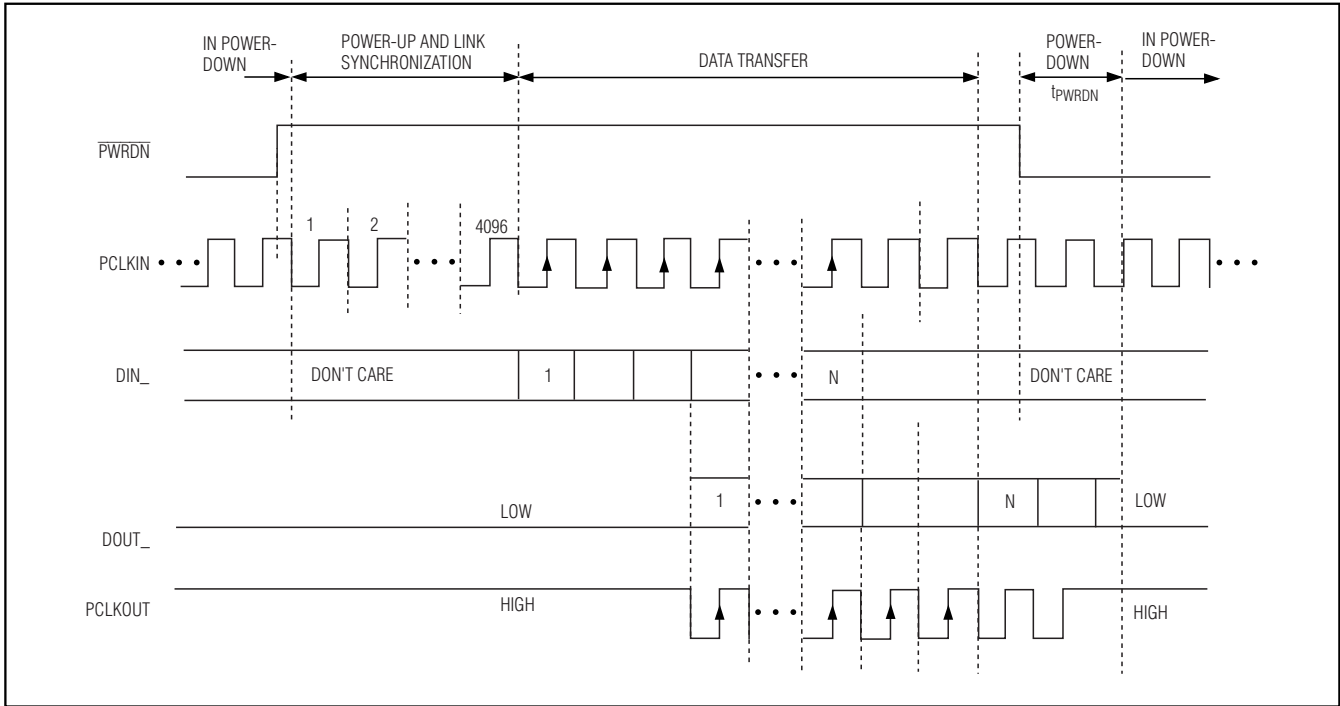 IN POWER-
DOWN
POWER-UP AND LINK
SYNCHRONIZATION
DATA TRANSFER
POWER-
DOWN
tPWRDN
IN POWER-
DOWN
PWRDN
1 2 4096
PCLKIN
DIN_ DON'T CARE 1 N DON'T CARE
1 N
LOW LOW
DOUT_
HIGH HIGH
PCLKOUT